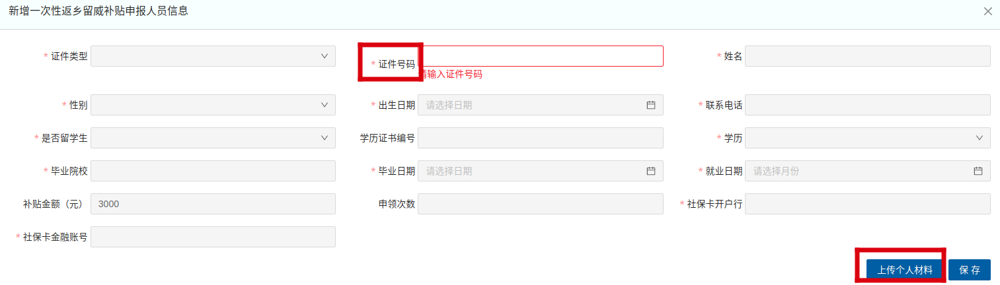 新增一次性返乡留威补贴申报人员信息
* 证件类型
* 证件号码
请输入证件号码
* 姓名
* 性别
* 出生日期 请选择日期
* 联系电话
* 是否留学生
学历证书编号
* 学历
* 毕业院校
* 毕业日期 请选择日期
* 就业日期 请选择月份
补贴金额（元） 3000
申领次数
* 社保卡开户行
* 社保卡金融账号
上传个人材料
保 存